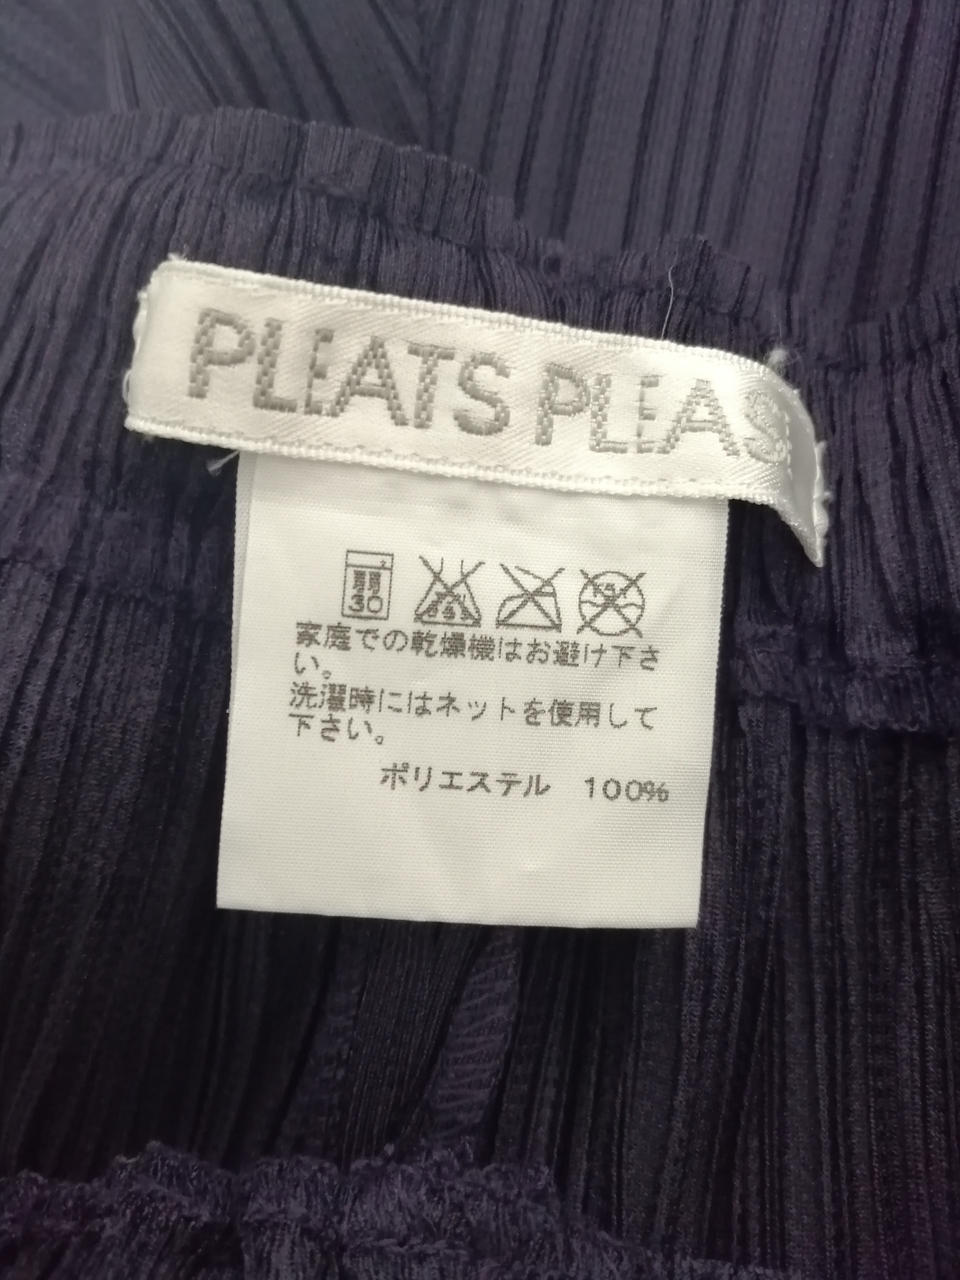 PLEATS PLEAS
弱
30
家庭での乾燥機はお避け下さ
い。
洗濯時にはネットを使用して
下さい。
ポリエステル 100%